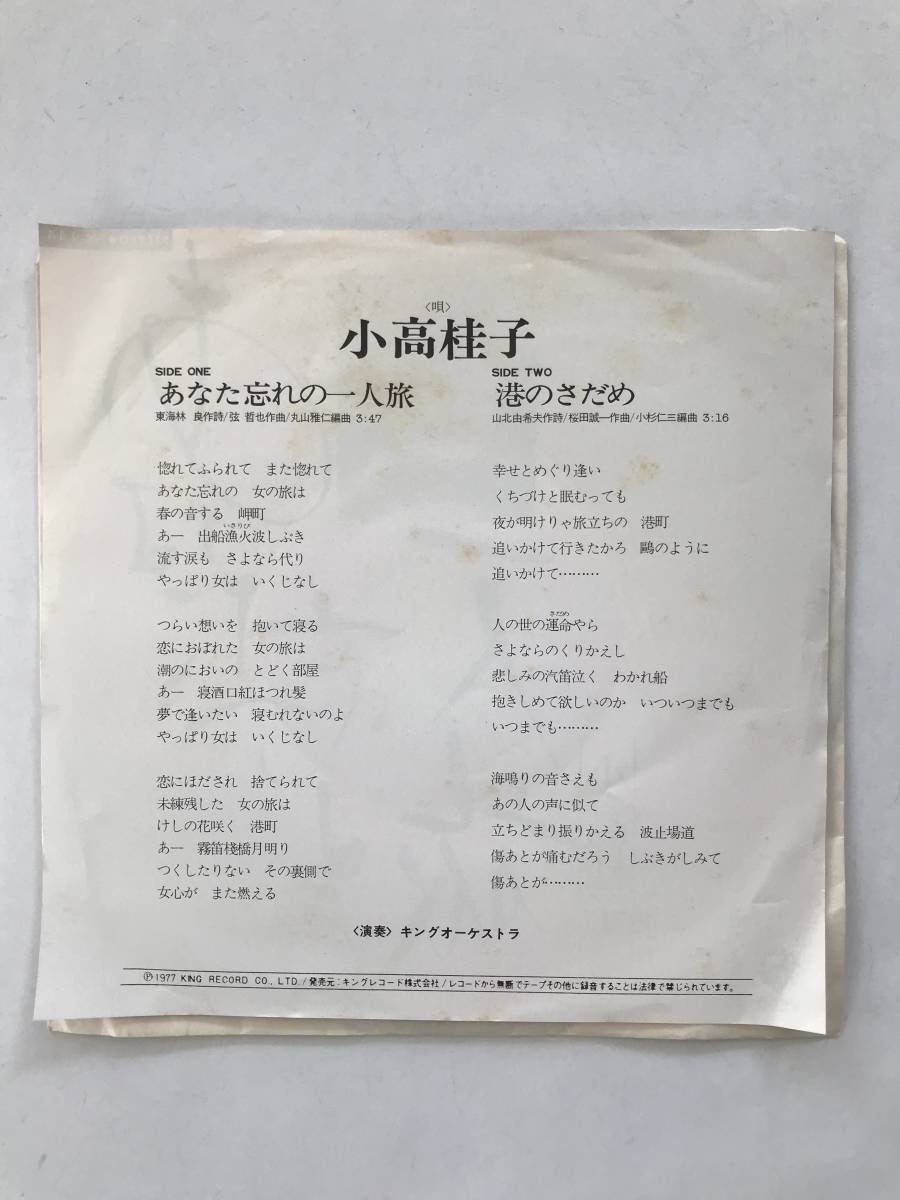 〈唄〉
小高桂子
SIDE ONE
あなた忘れの一人旅
東海林 良作詩/弦 哲也作曲/丸山雅仁編曲 3:47
惚れてふられて また惚れて
あなた忘れの 女の旅は
春の音する 岬町
あー 出船漁火波しぶき
いさりび
流す涙も さよなら代り
やっぱり女は いくじなし
つらい想いを 抱いて寝る
恋におぼれた 女の旅は
潮のにおいの とどく部屋
あー 寝酒口紅ほつれ髪
夢で逢いたい 寝むれないのよ
やっぱり女は いくじなし
恋にほだされ 捨てられて
未練残した 女の旅は
けしの花咲く 港町
あー 霧笛桟橋月明り
つくしたりない その裏側で
女心が また燃える
SIDE TWO
港のさだめ
山北由希夫作詩/桜田誠一作曲/小杉仁三編曲 3:16
幸せとめぐり逢い
くちづけと眠むっても
夜が明けりゃ旅立ちの 港町
追いかけて行きたかろ 鷗のように
追いかけて………
人の世の運命やら
さだめ
さよならのくりかえし
悲しみの汽笛泣く わかれ船
抱きしめて欲しいのか いついつまでも
いつまでも………
海鳴りの音さえも
あの人の声に似て
立ちどまり振りかえる 波止場道
傷あとが痛むだろう しぶきがしみて
傷あとが………
〈演奏〉キングオーケストラ
Ⓟ1977 KING RECORD CO., LTD./発売元:キングレコード株式会社/レコードから無断でテープその他に録音することは法律で禁じられています。